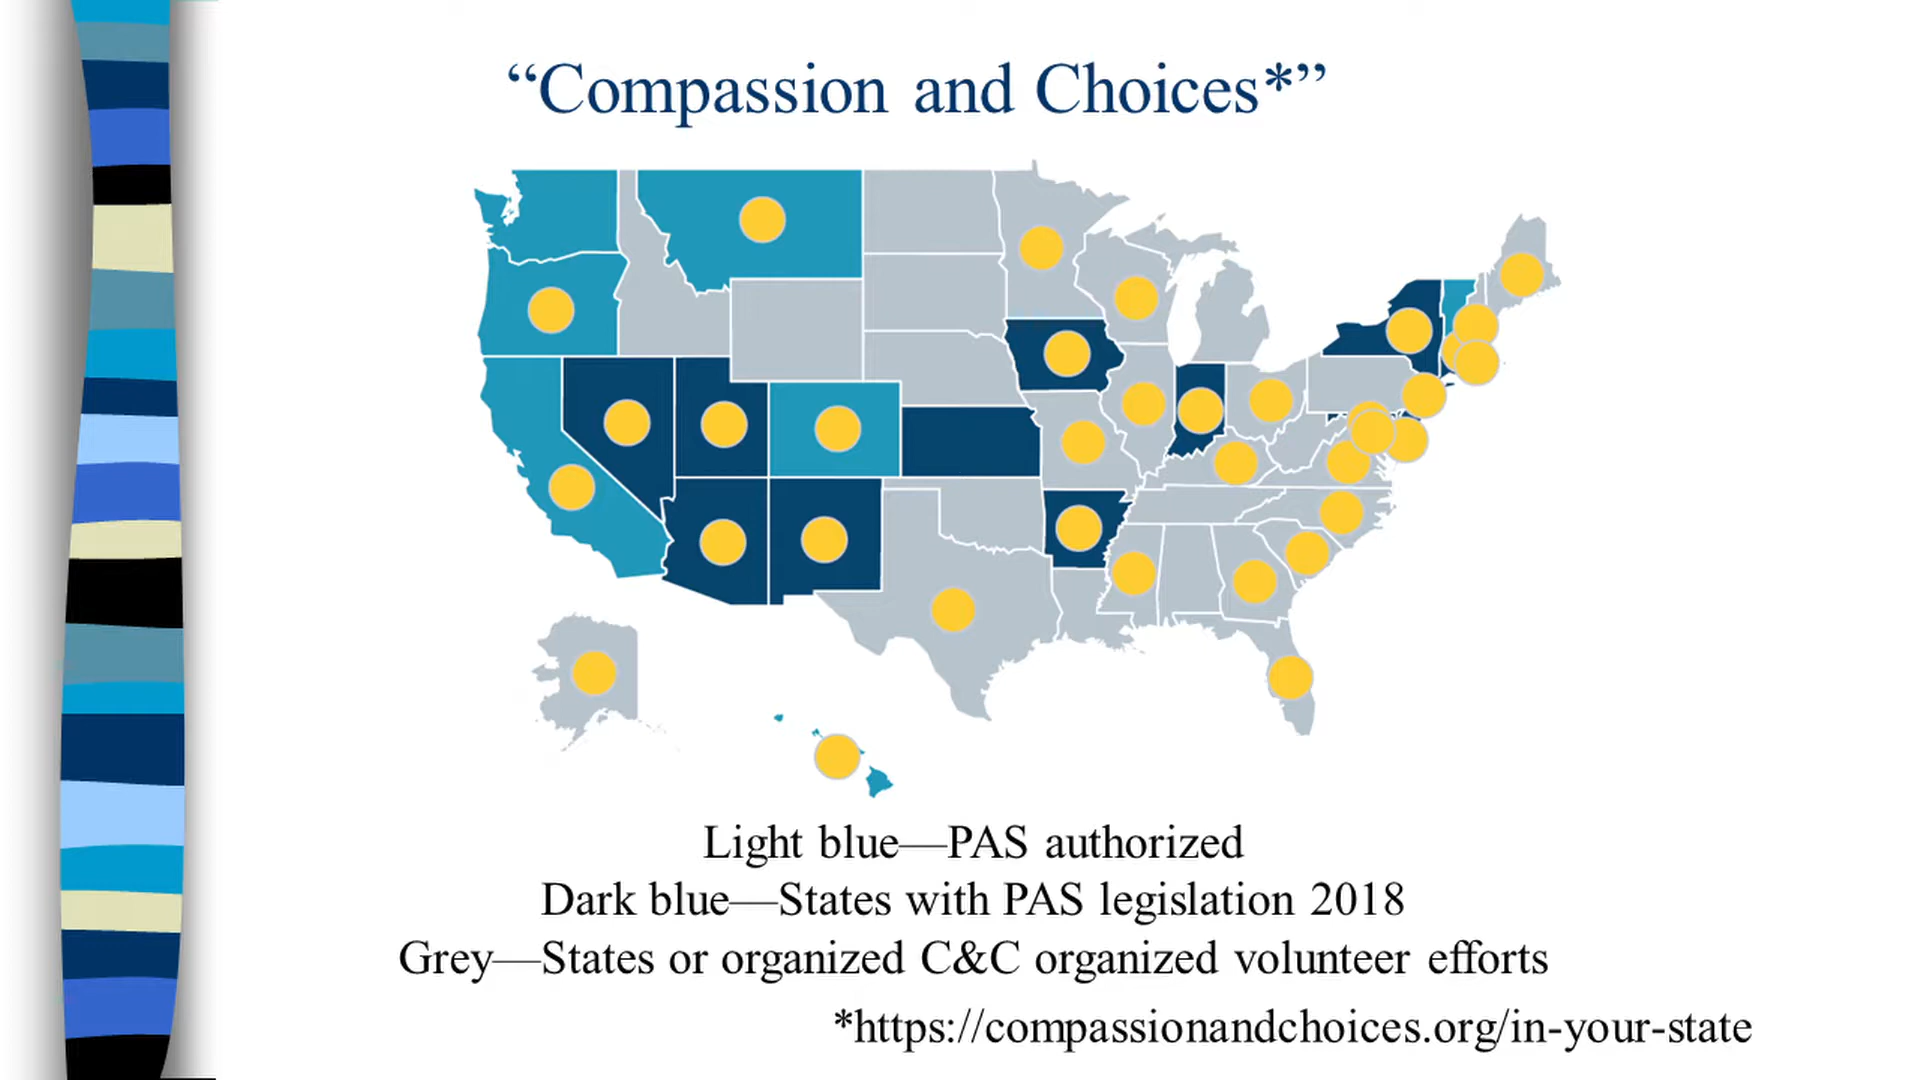 “Compassion and Choices*”
Light blue—PAS authorized
Dark blue—States with PAS legislation 2018
Grey—States or organized C&C organized volunteer efforts
*https://compassionandchoices.org/in-your-state